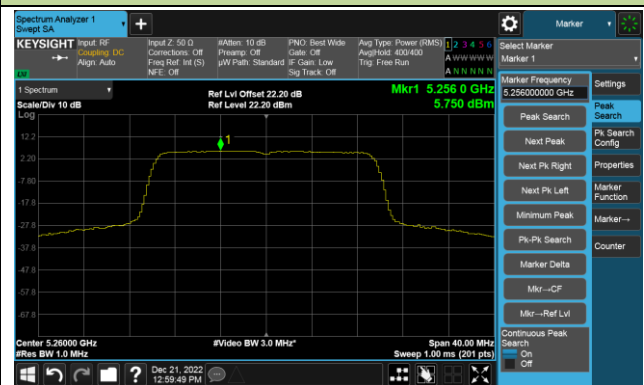 Spectrum Analyzer 1
Swept SA
Marker
KEYSIGHT
Input: RF
Coupling: DC
Align: Auto
Input Z: 50 Ω
Corrections: Off
Freq Ref: Int (S)
NFE: Off
#Atten: 10 dB
Preamp: Off
µW Path: Standard
PNO: Best Wide
Gate: Off
IF Gain: Low
Sig Track: Off
Avg Type: Power (RMS)
Avg|Hold: 400/400
Trig: Free Run
1 2 3 4 5 6
A W W W W W
A N N N N N
Select Marker
Marker 1
1 Spectrum
Scale/Div 10 dB
Log
Ref Lvl Offset 22.20 dB
Ref Level 22.20 dBm
Mkr1 5.256 0 GHz
5.750 dBm
12.2
2.20
-7.80
-17.8
-27.8
-37.8
-47.8
-57.8
-67.8
1
Center 5.26000 GHz
#Res BW 1.0 MHz
#Video BW 3.0 MHz*
Span 40.00 MHz
Sweep 1.00 ms (201 pts)
Marker Frequency
5.256000000 GHz
Peak Search
Next Peak
Next Pk Right
Next Pk Left
Minimum Peak
Pk-Pk Search
Marker Delta
Mkr→CF
Mkr→Ref Lvl
Continuous Peak
Search
On
Off
Settings
Peak
Search
Pk Search
Config
Properties
Marker
Function
Marker→
Counter
Dec 21, 2022
12:59:49 PM